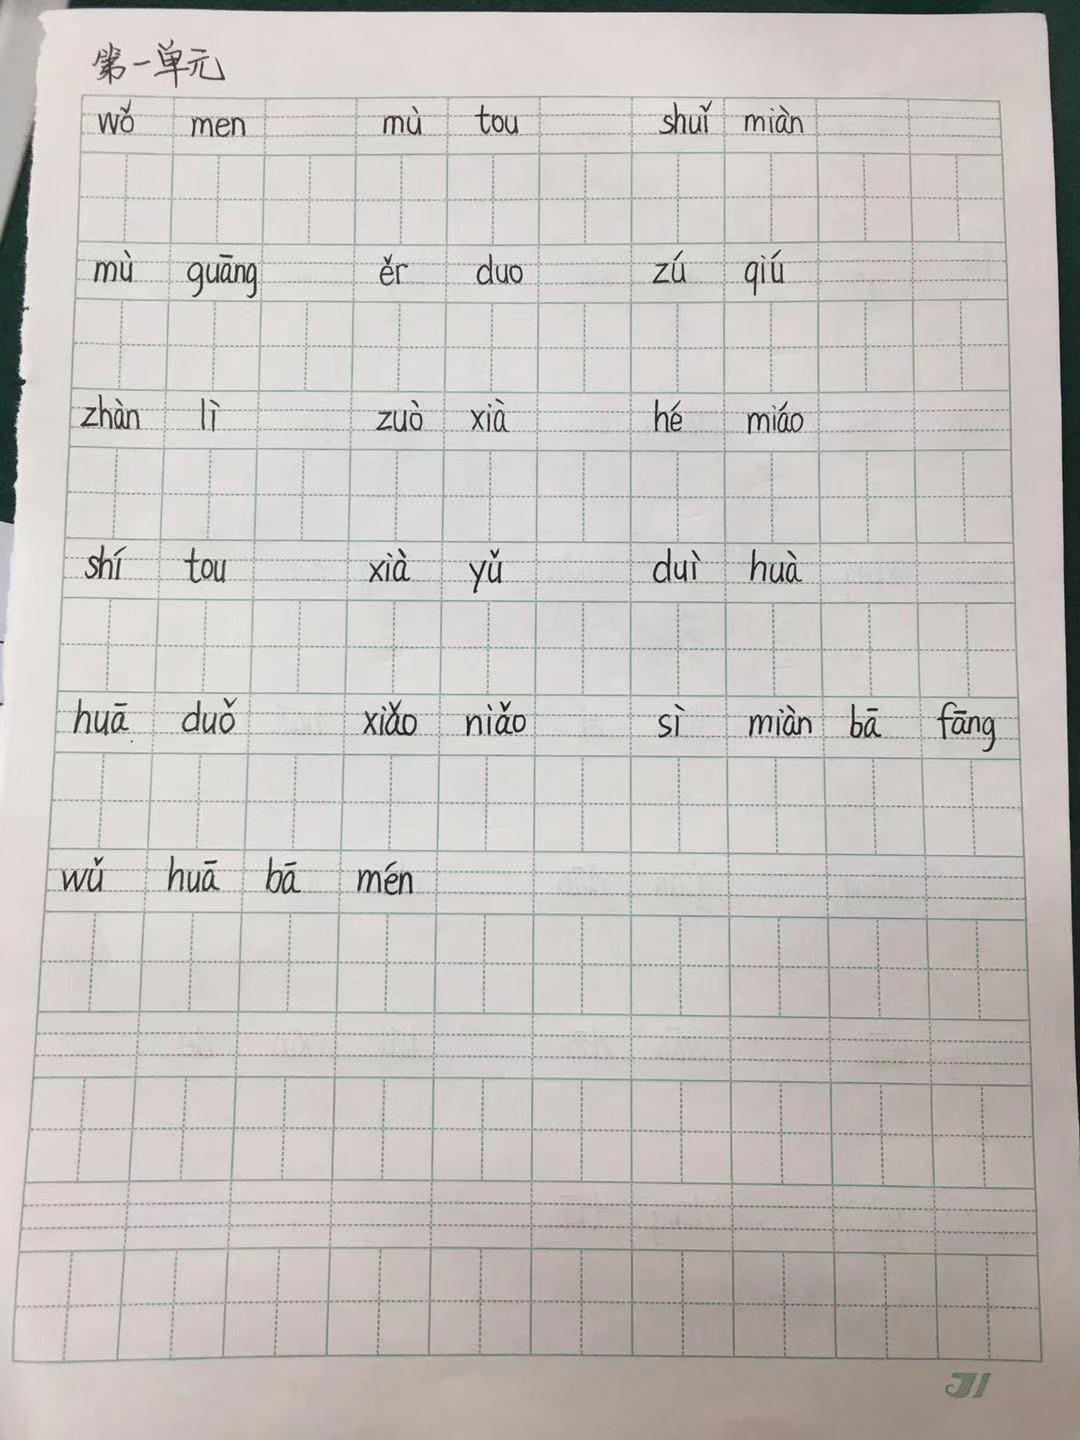 第一单元
wǒ men mù tou shuǐ miàn
mù guāng ěr duo zú qiú
zhàn lì zuò xià hé miáo
shí tou xià yǔ duì huà
huā duǒ xiǎo niǎo sì miàn bā fāng
wǔ huā bā mén